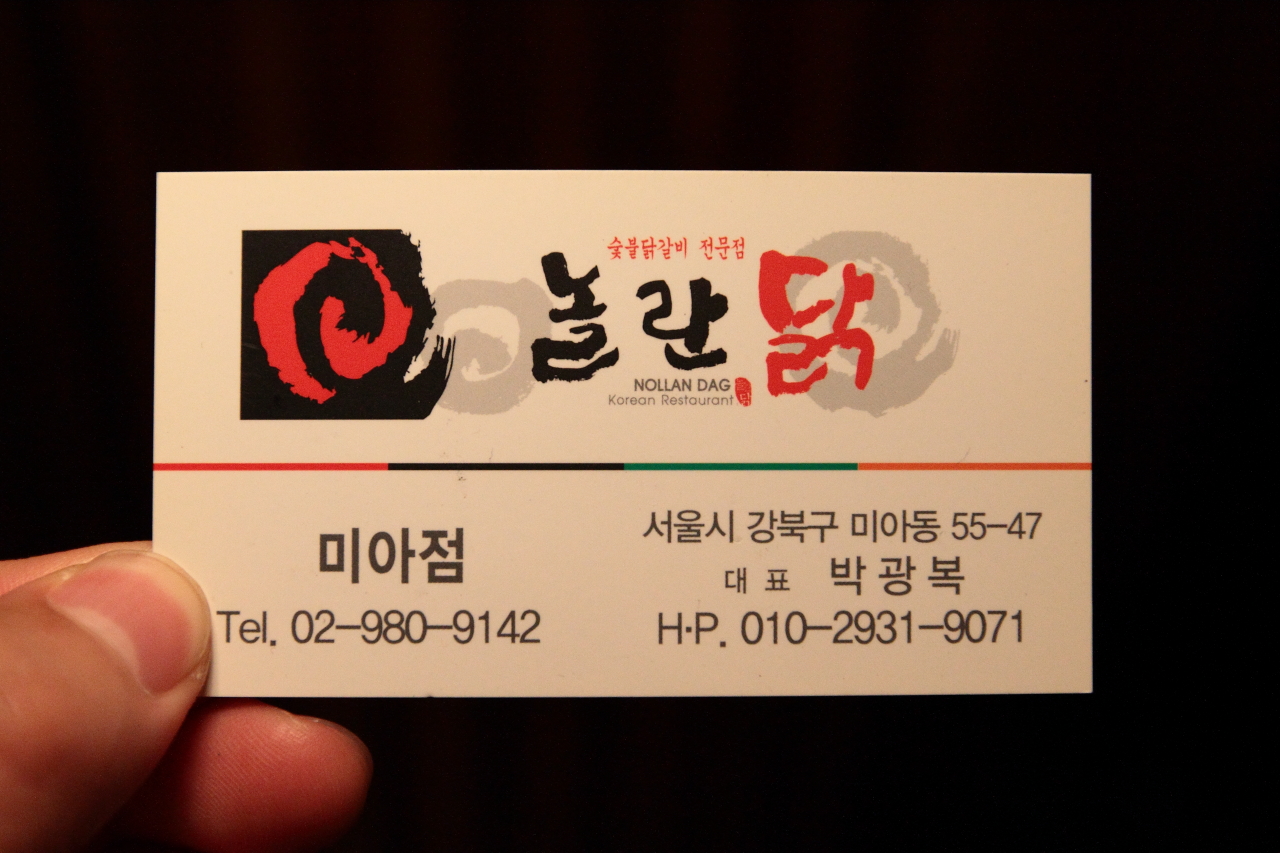 숯불닭갈비 전문점
놀란닭
NOLLAN DAG
Korean Restaurant
미아점
Tel. 02-980-9142
서울시 강북구 미아동 55-47
대 표 박 광 복
H·P. 010-2931-9071